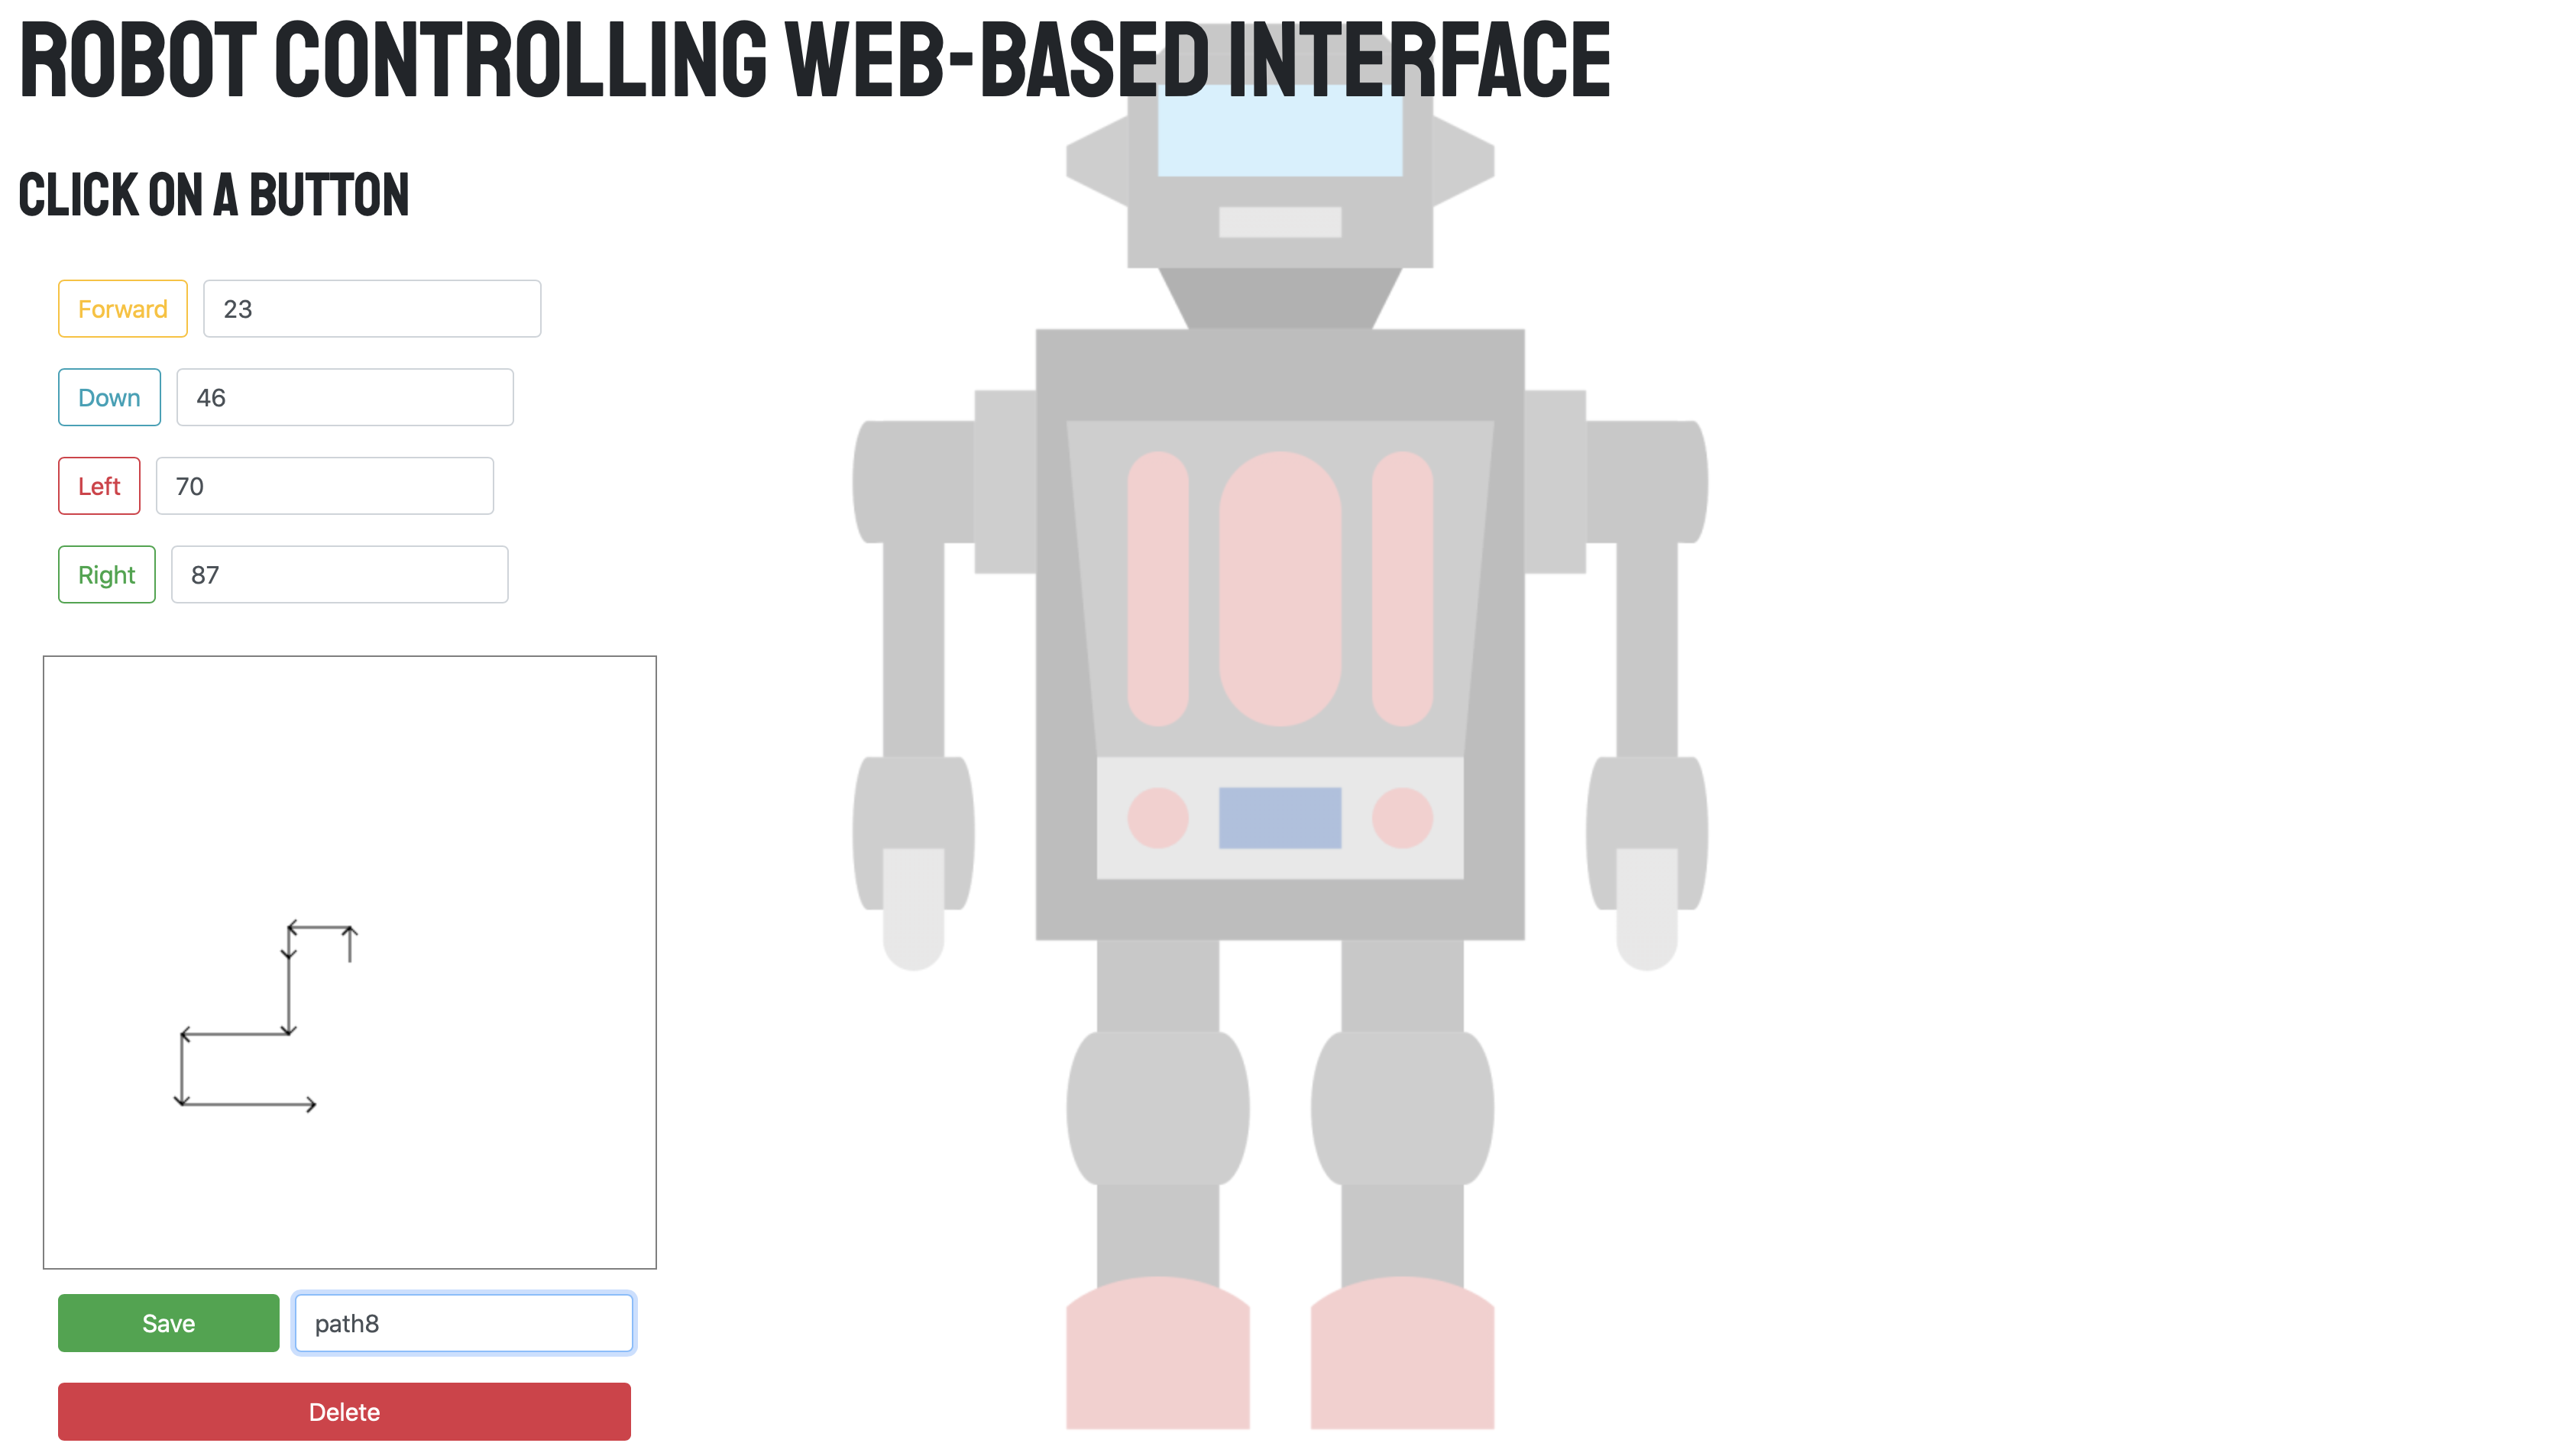 ROBOT CONTROLLING WEB-BASED INTERFACE
CLICK ON A BUTTON
Forward 23
Down 46
Left 70
Right 87
Save path8
Delete